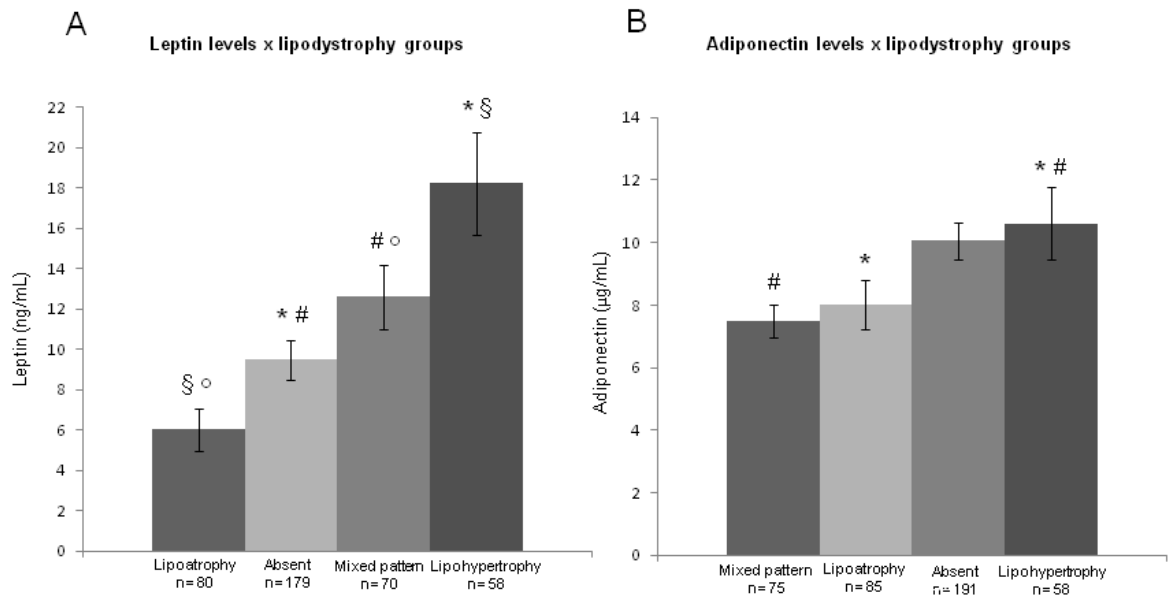 A
Leptin levels x lipodystrophy groups
Leptin (ng/mL)
22
20
18
16
14
12
10
8
6
4
2
0
§ ○
* #
# ○
* §
Lipoatrophy
n=80
Absent
n=179
Mixed pattern
n=70
Lipohypertrophy
n=58
B
Adiponectin levels x lipodystrophy groups
Adiponectin (µg/mL)
14
12
10
8
6
4
2
0
#
*
* #
Mixed pattern
n=75
Lipoatrophy
n=85
Absent
n=191
Lipohypertrophy
n=58